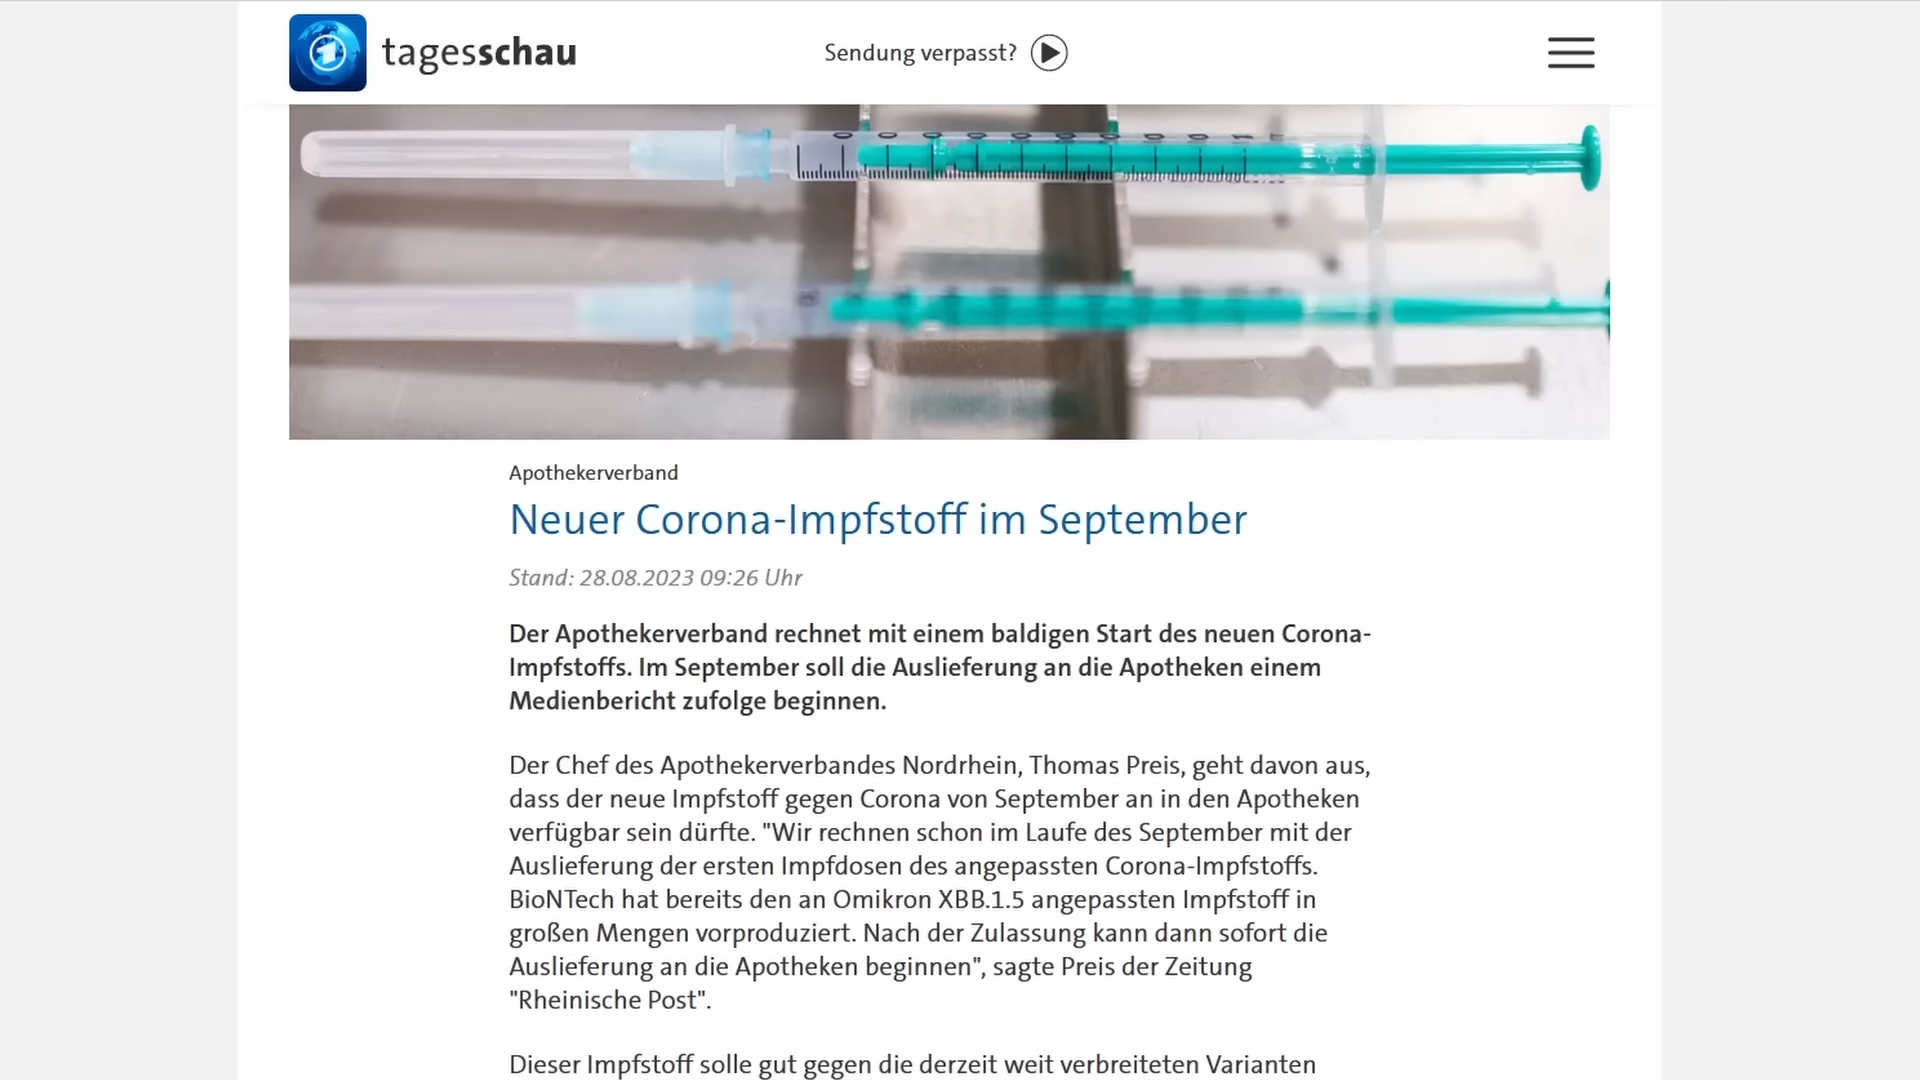 tagesschau
Sendung verpasst?
Apothekerverband
Neuer Corona-Impfstoff im September
Stand: 28.08.2023 09:26 Uhr
Der Apothekerverband rechnet mit einem baldigen Start des neuen Corona-
Impfstoffs. Im September soll die Auslieferung an die Apotheken einem
Medienbericht zufolge beginnen.
Der Chef des Apothekerverbandes Nordrhein, Thomas Preis, geht davon aus,
dass der neue Impfstoff gegen Corona von September an in den Apotheken
verfügbar sein dürfte. "Wir rechnen schon im Laufe des September mit der
Auslieferung der ersten Impfdosen des angepassten Corona-Impfstoffs.
BioNTech hat bereits den an Omikron XBB.1.5 angepassten Impfstoff in
großen Mengen vorproduziert. Nach der Zulassung kann dann sofort die
Auslieferung an die Apotheken beginnen", sagte Preis der Zeitung
"Rheinische Post".
Dieser Impfstoff solle gut gegen die derzeit weit verbreiteten Varianten